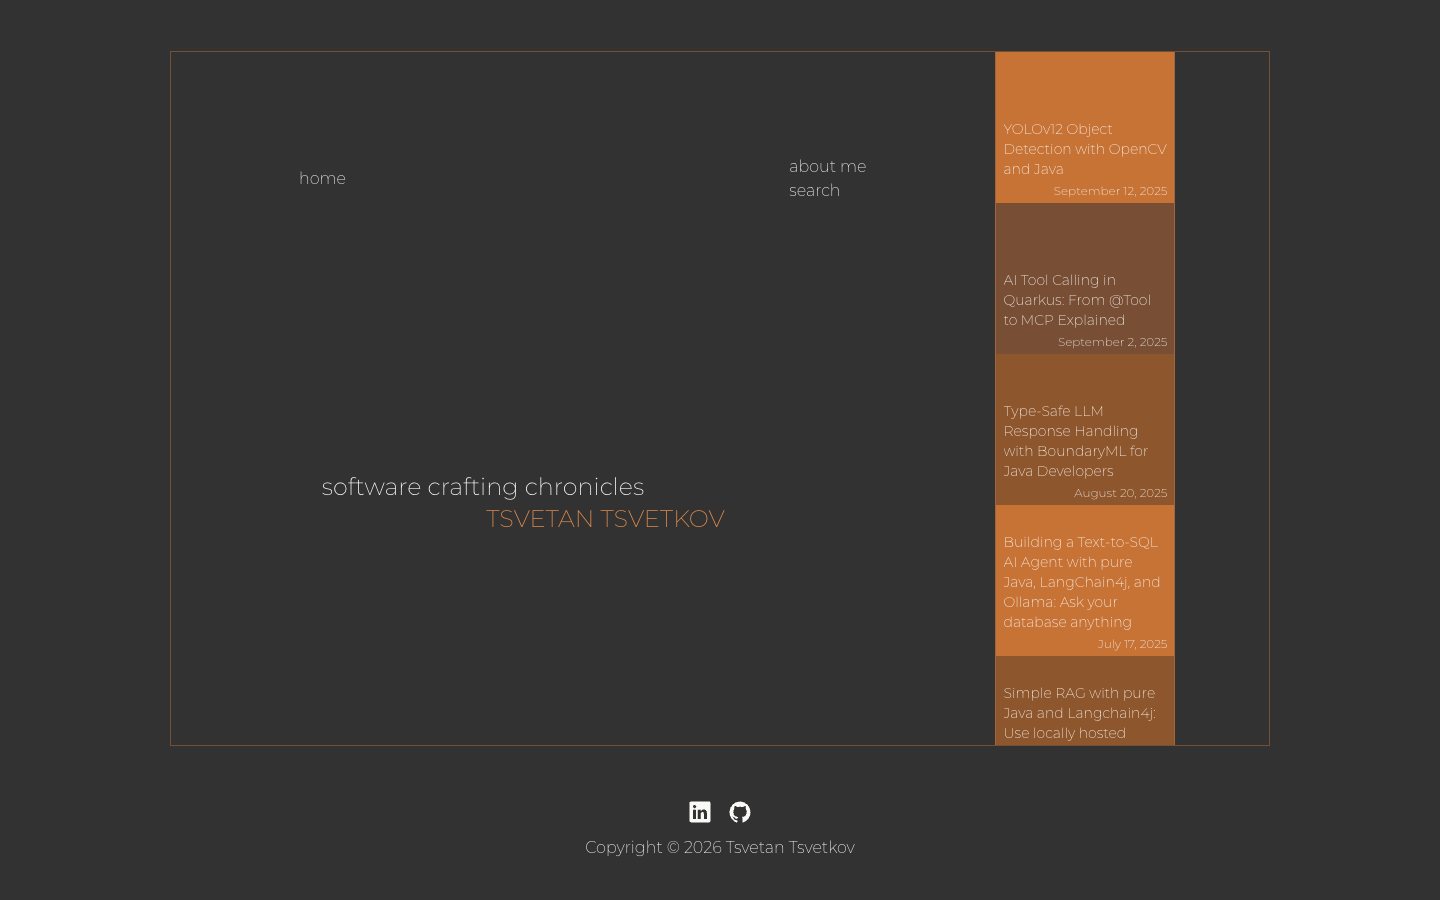 home
about me
search
software crafting chronicles
TSVETAN TSVETKOV
YOLOv12 Object
Detection with OpenCV
and Java
September 12, 2025
AI Tool Calling in
Quarkus: From @Tool
to MCP Explained
September 2, 2025
Type-Safe LLM
Response Handling
with BoundaryML for
Java Developers
August 20, 2025
Building a Text-to-SQL
AI Agent with pure
Java, LangChain4j, and
Ollama: Ask your
database anything
July 17, 2025
Simple RAG with pure
Java and Langchain4j:
Use locally hosted
Copyright © 2026 Tsvetan Tsvetkov